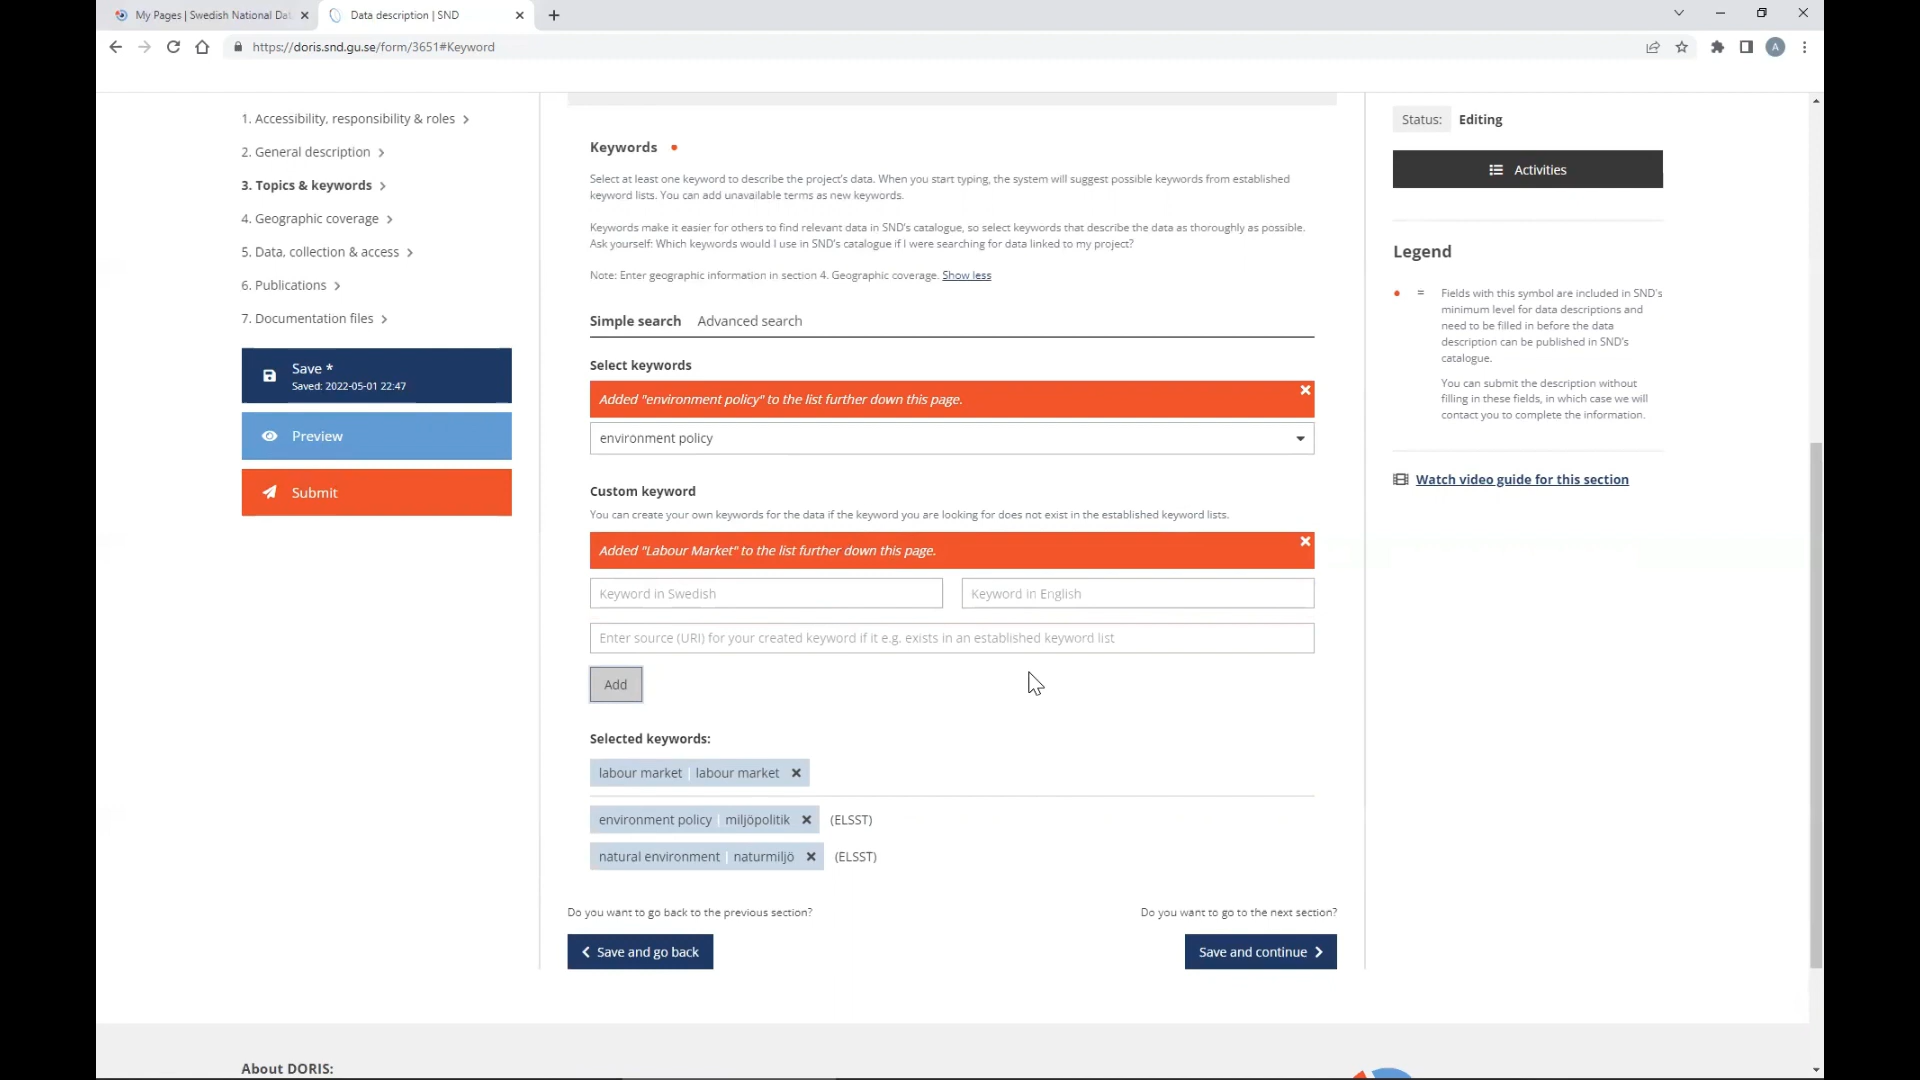 My Pages | Swedish National Dat
Data description | SND
https://doris.snd.gu.se/form/3651#Keyword
A
1. Accessibility, responsibility & roles
2. General description
3. Topics & keywords
4. Geographic coverage
5. Data, collection & access
6. Publications
7. Documentation files
Save *
Saved: 2022-05-01 22:47
Preview
Submit
Keywords
Select at least one keyword to describe the project's data. When you start typing, the system will suggest possible keywords from established
keyword lists. You can add unavailable terms as new keywords.
Keywords make it easier for others to find relevant data in SND's catalogue, so select keywords that describe the data as thoroughly as possible.
Ask yourself: Which keywords would I use in SND's catalogue if I were searching for data linked to my project?
Note: Enter geographic information in section 4. Geographic coverage. Show less
Simple search Advanced search
Select keywords
Added "environment policy" to the list further down this page.
environment policy
Custom keyword
You can create your own keywords for the data if the keyword you are looking for does not exist in the established keyword lists.
Added "Labour Market" to the list further down this page.
Keyword in Swedish
Keyword in English
Enter source (URI) for your created keyword if it e.g. exists in an established keyword list
Add
Selected keywords:
labour market | labour market
environment policy | miljöpolitik (ELSST)
natural environment | naturmiljö (ELSST)
Do you want to go back to the previous section?
Do you want to go to the next section?
Save and go back
Save and continue
Status: Editing
Activities
Legend
= Fields with this symbol are included in SND's
minimum level for data descriptions and
need to be filled in before the data
description can be published in SND's
catalogue.
You can submit the description without
filling in these fields, in which case we will
contact you to complete the information.
Watch video guide for this section
About DORIS: